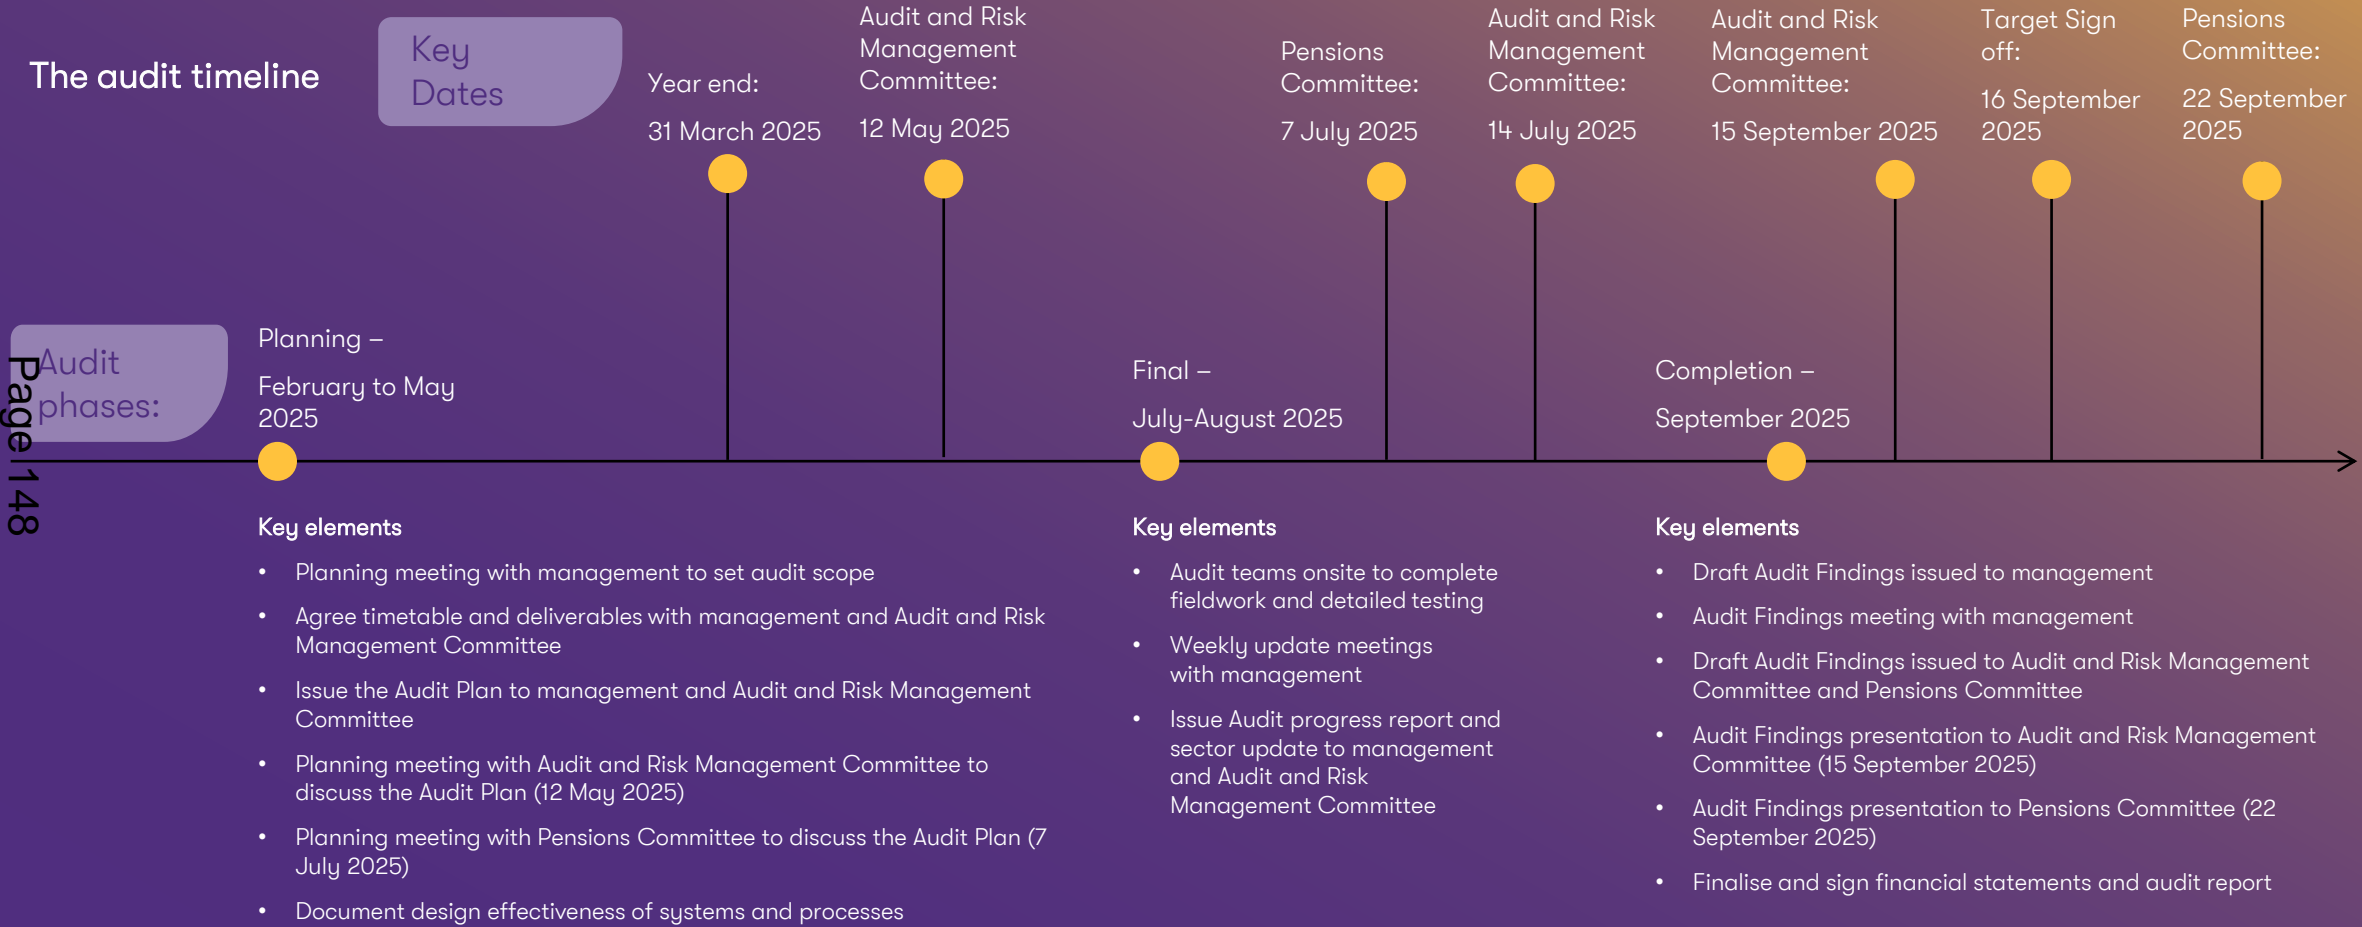 The audit timeline
Key
Dates
Year end:
31 March 2025
Audit and Risk
Management
Committee:
12 May 2025
Pensions
Committee:
7 July 2025
Audit and Risk
Management
Committee:
14 July 2025
Audit and Risk
Management
Committee:
15 September 2025
Target Sign
off:
16 September
2025
Pensions
Committee:
22 September
2025
Audit
phases:
Page 148
Planning –
February to May
2025
Final –
July-August 2025
Completion –
September 2025
Key elements
• Planning meeting with management to set audit scope
• Agree timetable and deliverables with management and Audit and Risk
Management Committee
• Issue the Audit Plan to management and Audit and Risk Management
Committee
• Planning meeting with Audit and Risk Management Committee to
discuss the Audit Plan (12 May 2025)
• Planning meeting with Pensions Committee to discuss the Audit Plan (7
July 2025)
• Document design effectiveness of systems and processes
Key elements
• Audit teams onsite to complete
fieldwork and detailed testing
• Weekly update meetings
with management
• Issue Audit progress report and
sector update to management
and Audit and Risk
Management Committee
Key elements
• Draft Audit Findings issued to management
• Audit Findings meeting with management
• Draft Audit Findings issued to Audit and Risk Management
Committee and Pensions Committee
• Audit Findings presentation to Audit and Risk Management
Committee (15 September 2025)
• Audit Findings presentation to Pensions Committee (22
September 2025)
• Finalise and sign financial statements and audit report